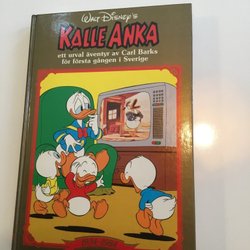 WALT DISNEY'S
KALLE ANKA
ett urval äventyr av Carl Barks
för första gången i Sverige